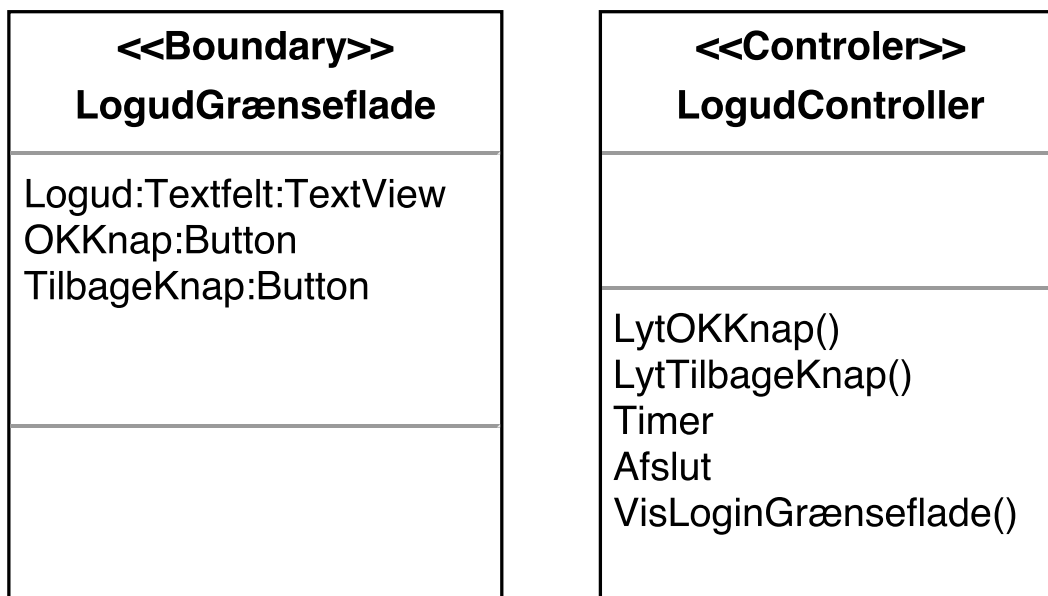 <<Boundary>>
LogudGrænseflade
Logud:Textfelt:TextView
OKKnap:Button
TilbageKnap:Button
<<Controler>>
LogudController
LytOKKnap()
LytTilbageKnap()
Timer
Afslut
VisLoginGrænseflade()